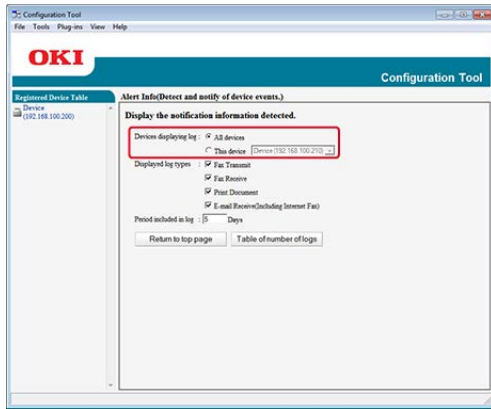 Configuration Tool
File Tools Plug-ins View Help
OKI
Configuration Tool
Registered Device Table
Device
(192.168.100.200)
Alert Info(Detect and notify of device events.)
Display the notification information detected.
Devices displaying log : All devices
This device Device(192.168.100.210)
Displayed log types : Fax Transmit
Fax Receive
Print Document
E-mail Receive(Including Internet Fax)
Period included in log : 5 Days
Return to top page Table of number of logs